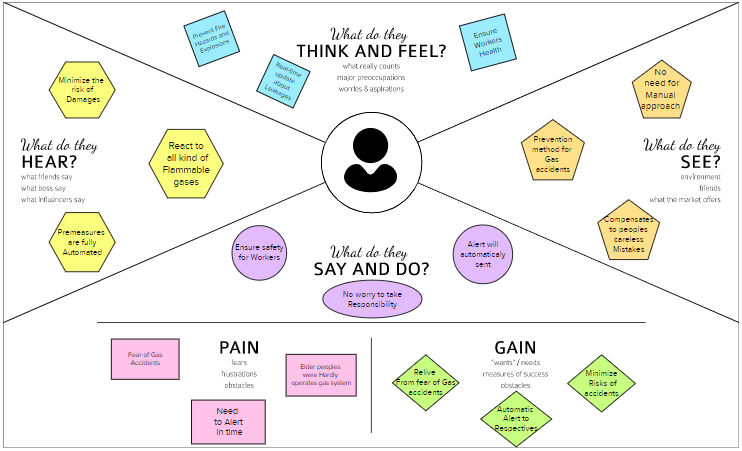 What do they
THINK AND FEEL?
what really counts
major preoccupations
worries & aspirations
Prevent Fire
Hazards and
Explosions
Real-time
update
about
Leakages
Ensure
Workers
Health
What do they
HEAR?
what friends say
what boss say
what influencers say
Minimize the
risk of
Damages
React to
all kind of
Flammable
gases
Premeasures
are fully
Automated
What do they
SEE?
environment
friends
what the market offers
No
need for
Manual
approach
Prevention
method for
Gas
accidents
Compensates
to peoples
careless
Mistakes
What do they
SAY AND DO?
Ensure safety
for Workers
Alert will
automaticaly
sent
No worry to take
Responsibility
PAIN
fears
frustrations
obstacles
Fear of Gas
Accidents
Elder peoples
were Hardly
operates gas system
Need
to Alert
in time
GAIN
"wants" / needs
measures of success
obstacles
Relive
From fear of Gas
accidents
Automatic
Alert to
Respectives
Minimize
Risks of
accidents